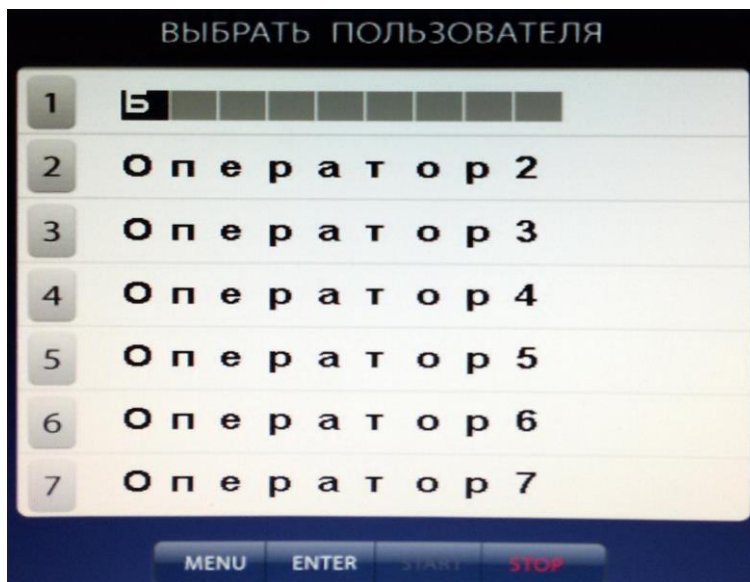 ВЫБРАТЬ ПОЛЬЗОВАТЕЛЯ
1 Б
2 Оператор2
3 Оператор3
4 Оператор4
5 Оператор5
6 Оператор6
7 Оператор7
MENU ENTER START STOP